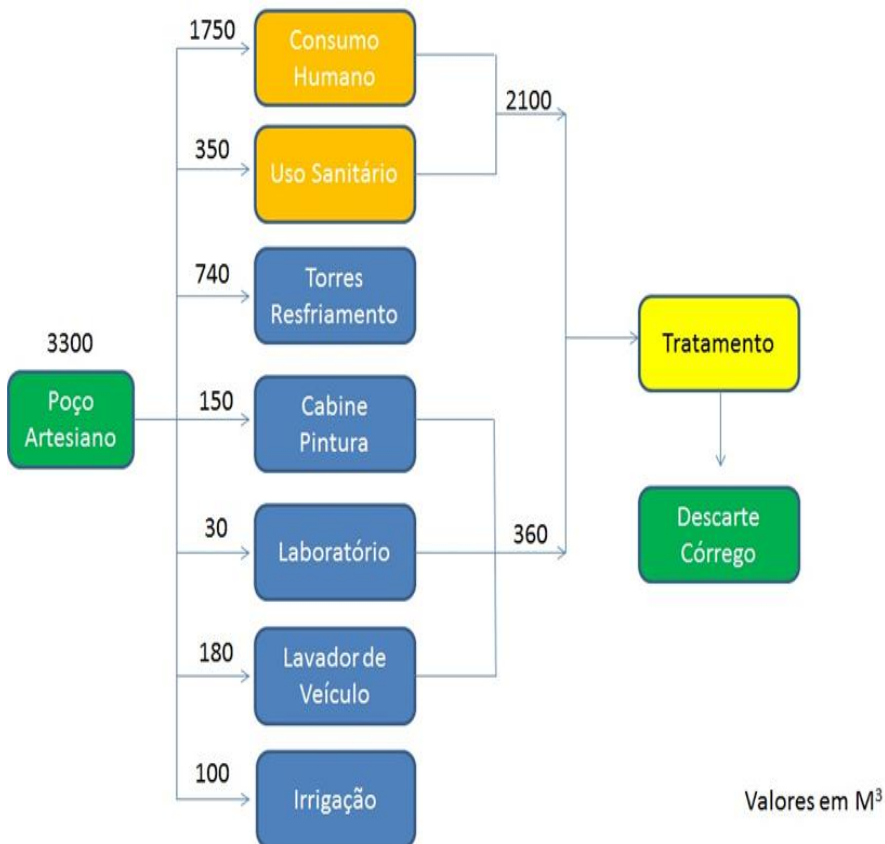 1750
Consumo
Humano
2100
350
Uso Sanitário
740
Torres
Resfriamento
3300
Poço
Artesiano
150
Cabine
Pintura
Tratamento
30
Laboratório
360
Descarte
Córrego
180
Lavador de
Veículo
100
Irrigação
Valores em M³